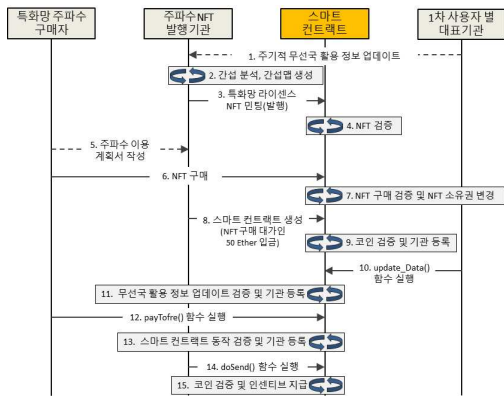 특화망 주파수
구매자
주파수NFT
발행기관
스마트
컨트랙트
1차 사용자 별
대표기관
1. 주기적 무선국 활용 정보 업데이트
2. 간섭 분석, 간섭맵 생성
3. 특화망 라이센스
NFT 민팅(발행)
4. NFT 검증
5. 주파수 이용
계획서 작성
6. NFT 구매
7. NFT 구매 검증 및 NFT 소유권 변경
8. 스마트 컨트랙트 생성
(NFT구매 대가인
50 Ether 입금)
9. 코인 검증 및 기관 등록
10. update_Data()
함수 실행
11. 무선국 활용 정보 업데이트 검증 및 기관 등록
12. payTofre() 함수 실행
13. 스마트 컨트랙트 동작 검증 및 기관 등록
14. doSend() 함수 실행
15. 코인 검증 및 인센티브 지급